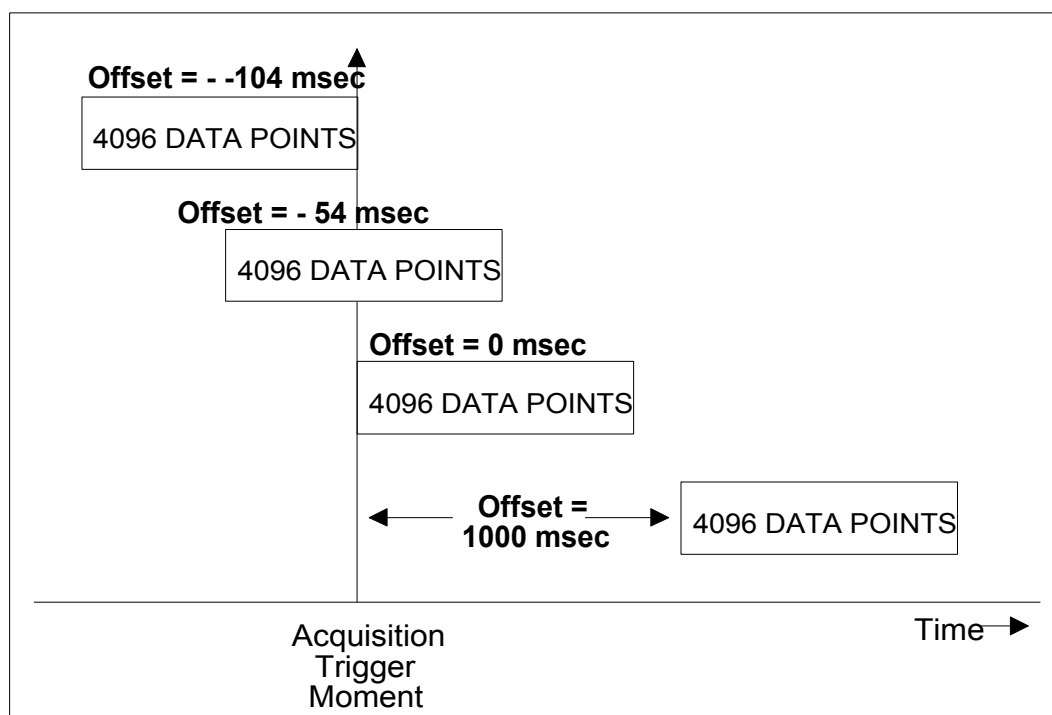 Offset = - -104 msec
4096 DATA POINTS
Offset = - 54 msec
4096 DATA POINTS
Offset = 0 msec
4096 DATA POINTS
Offset =
1000 msec
4096 DATA POINTS
Time
Acquisition
Trigger
Moment